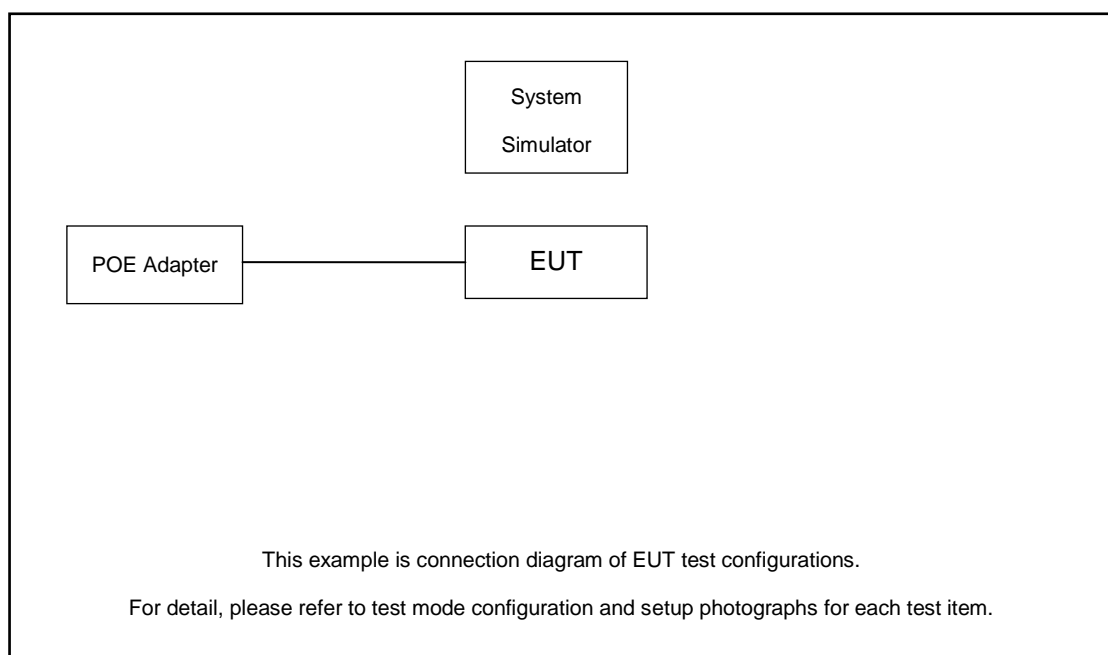 System
Simulator
POE Adapter
EUT
This example is connection diagram of EUT test configurations.
For detail, please refer to test mode configuration and setup photographs for each test item.